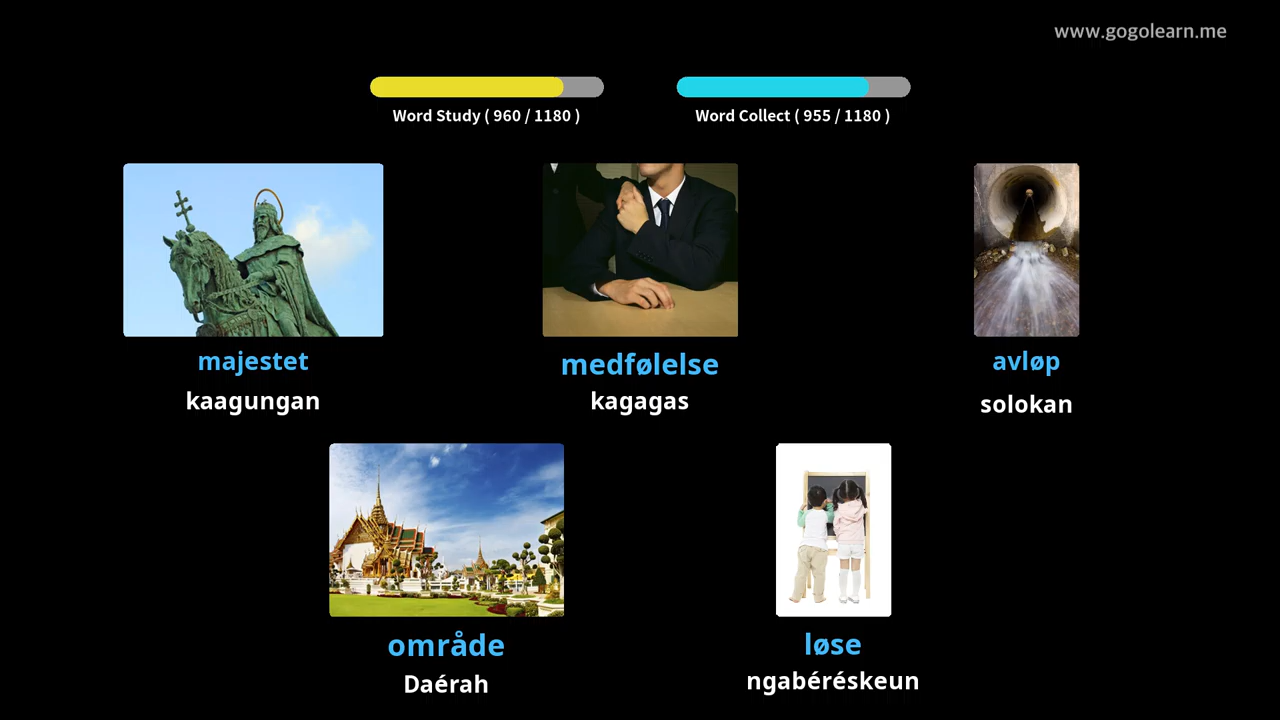 www.gogolearn.me
Word Study ( 960 / 1180 )
Word Collect ( 955 / 1180 )
majestet
medfølelse
avløp
kaagungan
kagagas
solokan
område
løse
Daérah
ngabéréskeun